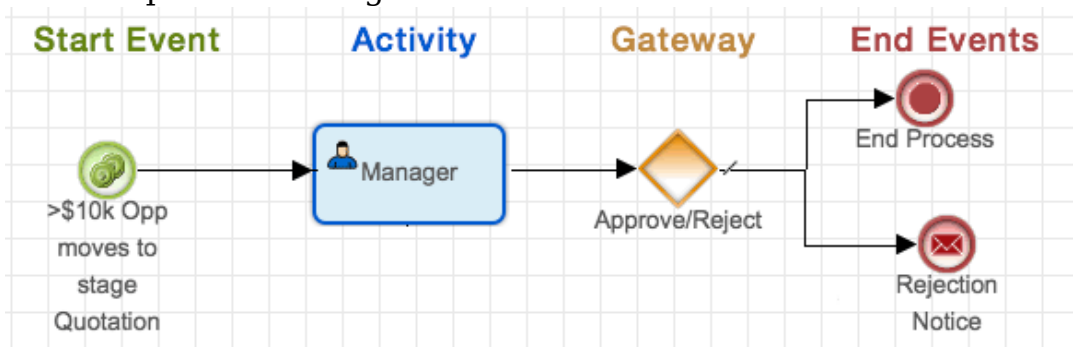 Start Event
Activity
Gateway
End Events
End Process
Manager
>$10k Opp
moves to
stage
Quotation
Approve/Reject
Rejection
Notice